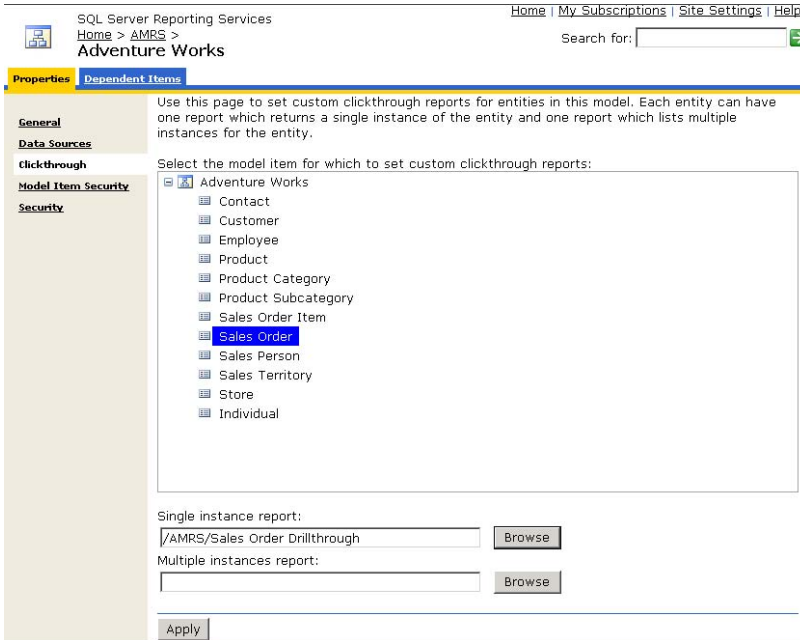 Home | My Subscriptions | Site Settings | Help
SQL Server Reporting Services
Home > AMRS >
Adventure Works
Search for:
Properties
Dependent Items
General
Data Sources
Clickthrough
Model Item Security
Security
Use this page to set custom clickthrough reports for entities in this model. Each entity can have
one report which returns a single instance of the entity and one report which lists multiple
instances for the entity.
Select the model item for which to set custom clickthrough reports:
Adventure Works
Contact
Customer
Employee
Product
Product Category
Product Subcategory
Sales Order Item
Sales Order
Sales Person
Sales Territory
Store
Individual
Single instance report:
/AMRS/Sales Order Drillthrough
Browse
Multiple instances report:
Browse
Apply